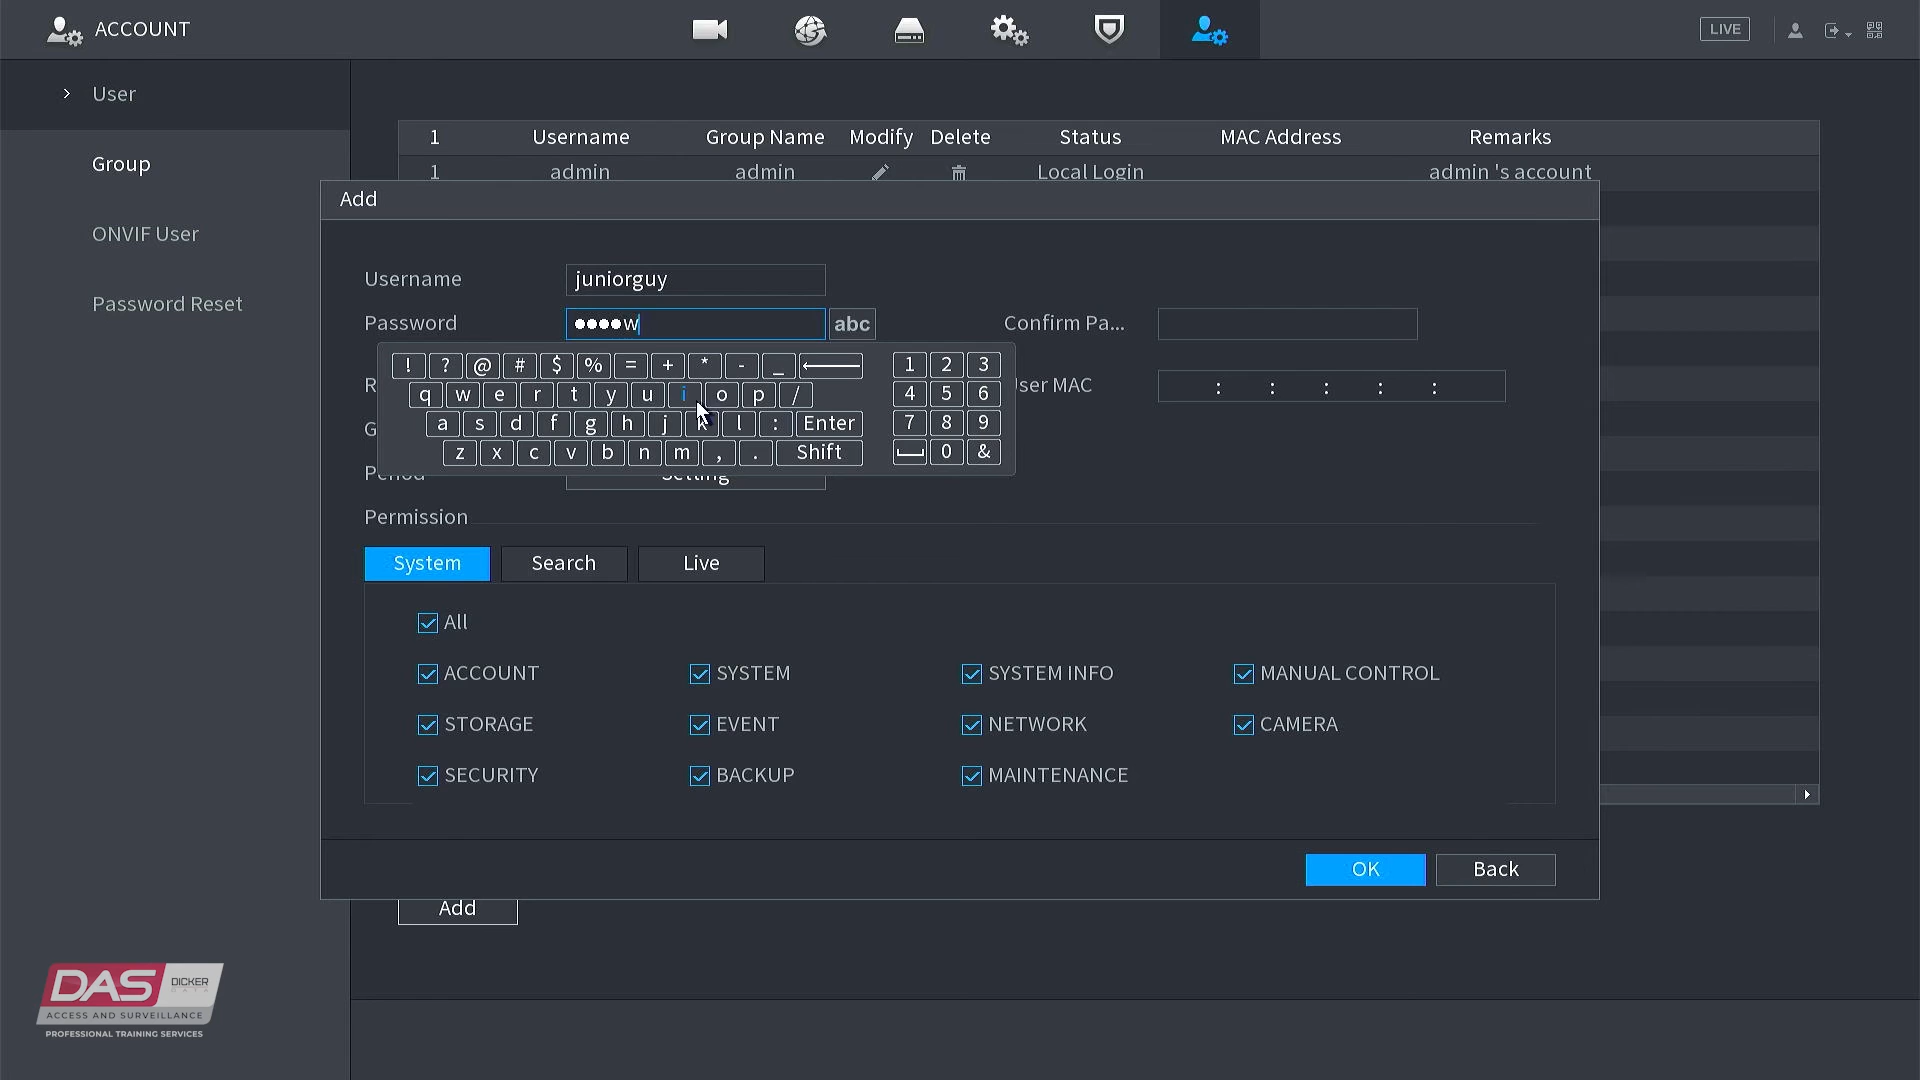 ACCOUNT
LIVE
User
Group
ONVIF User
Password Reset
1 Username Group Name Modify Delete Status MAC Address Remarks
1 admin admin Local Login admin 's account
Add
Username juniorguy
Password ●●●●w abc Confirm Pa...
! ? @ # $ % = + * - _ 1 2 3
q w e r t y u i o p / 4 5 6
User MAC : : : : :
a s d f g h j k l : Enter 7 8 9
z x c v b n m , . Shift 0 &
Period Setting
Permission
System Search Live
All
ACCOUNT SYSTEM SYSTEM INFO MANUAL CONTROL
STORAGE EVENT NETWORK CAMERA
SECURITY BACKUP MAINTENANCE
OK Back
Add
DAS DICKER DATA
ACCESS AND SURVEILLANCE
PROFESSIONAL TRAINING SERVICES